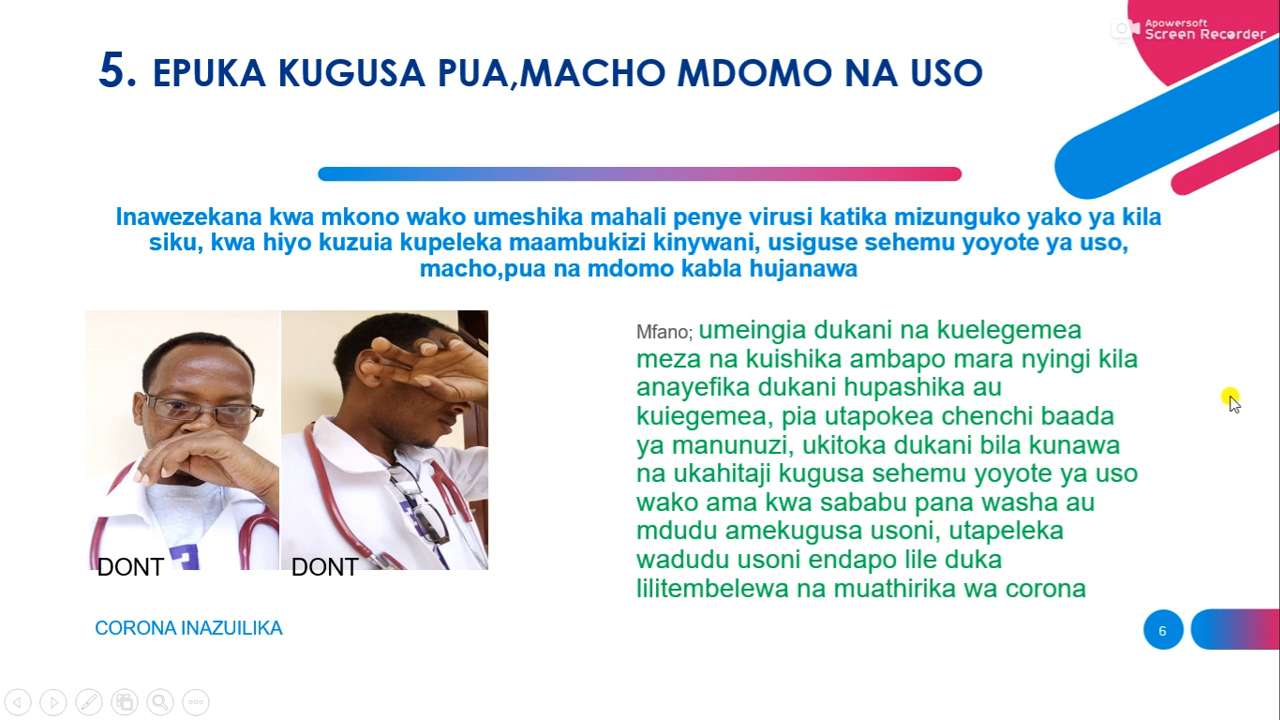 Apowersoft
Screen Recorder
5. EPUKA KUGUSA PUA,MACHO MDOMO NA USO
Inawezekana kwa mkono wako umeshika mahali penye virusi katika mizunguko yako ya kila
siku, kwa hiyo kuzuia kupeleka maambukizi kinywani, usiguse sehemu yoyote ya uso,
macho,pua na mdomo kabla hujanawa
DONT
DONT
Mfano; umeingia dukani na kuelegemea
meza na kuishika ambapo mara nyingi kila
anayefika dukani hupashika au
kuiegemea, pia utapokea chenchi baada
ya manunuzi, ukitoka dukani bila kunawa
na ukahitaji kugusa sehemu yoyote ya uso
wako ama kwa sababu pana washa au
mdudu amekugusa usoni, utapeleka
wadudu usoni endapo lile duka
lilitembelewa na muathirika wa corona
CORONA INAZUILIKA
6